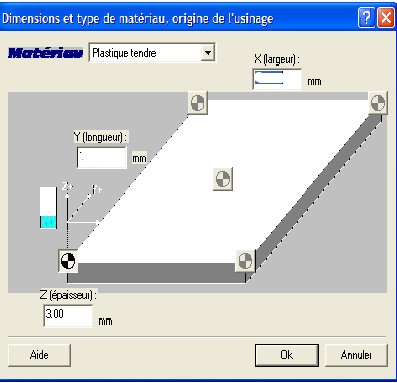 Dimensions et type de matériau, origine de l'usinage
Matériau Plastique tendre
X (largeur) :
mm
Y (longueur) :
mm
Z (épaisseur) :
3.00 mm
Aide Ok Annuler